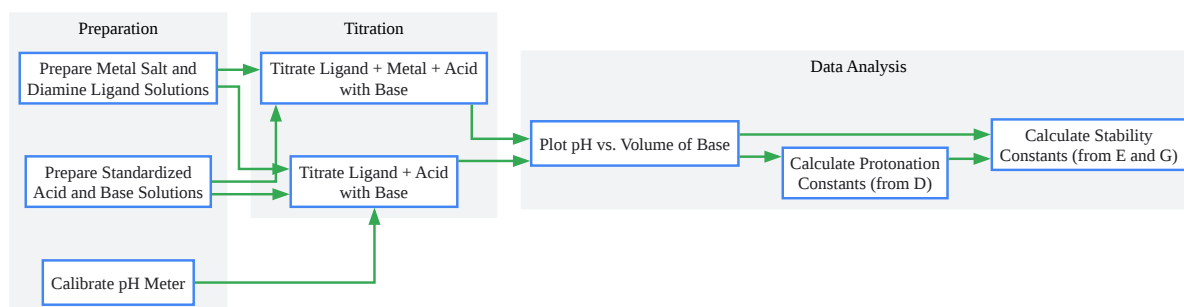 Preparation
Prepare Metal Salt and
Diamine Ligand Solutions
Prepare Standardized
Acid and Base Solutions
Calibrate pH Meter
Titration
Titrate Ligand + Metal + Acid
with Base
Titrate Ligand + Acid
with Base
Data Analysis
Plot pH vs. Volume of Base
Calculate Protonation
Constants (from D)
Calculate Stability
Constants (from E and G)